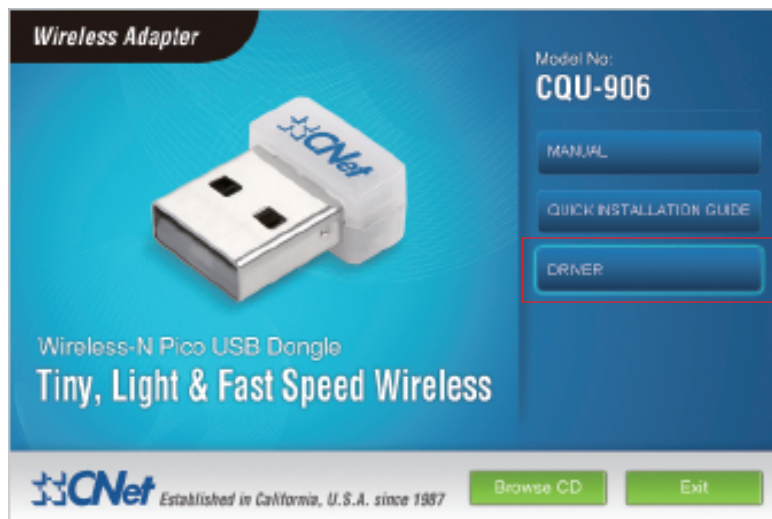 Wireless Adapter
Model No:
CQU-906
CNet
MANUAL
QUICK INSTALLATION GUIDE
DRIVER
Wireless-N Pico USB Dongle
Tiny, Light & Fast Speed Wireless
CNet Established in California, U.S.A. since 1987
Browse CD
Exit